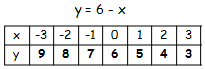 y = 6 - x
x -3 -2 -1 0 1 2 3
y 9 8 7 6 5 4 3